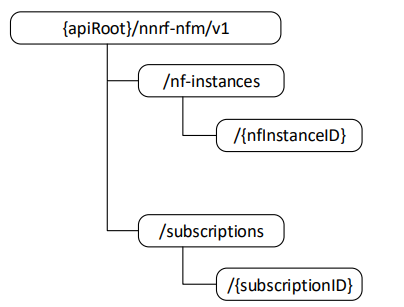 {apiRoot}/nnrf-nfm/v1
/nf-instances
/{nfInstanceID}
/subscriptions
/{subscriptionID}